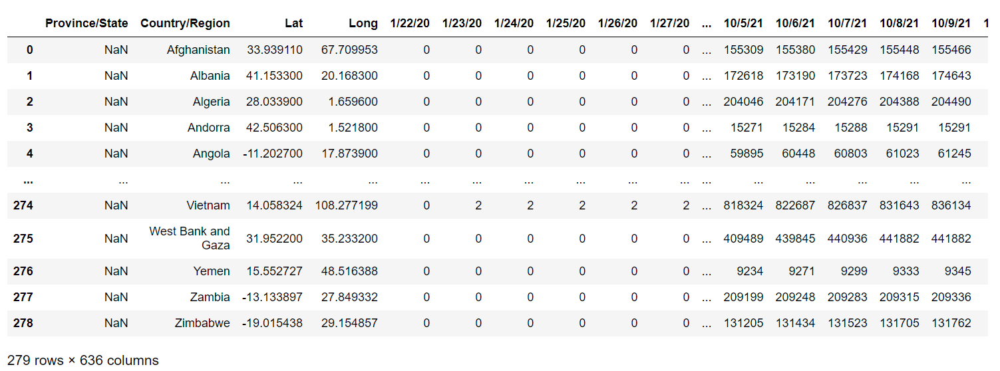 Province/State Country/Region Lat Long 1/22/20 1/23/20 1/24/20 1/25/20 1/26/20 1/27/20 ... 10/5/21 10/6/21 10/7/21 10/8/21 10/9/21 1
0 NaN Afghanistan 33.939110 67.709953 0 0 0 0 0 0 ... 155309 155380 155429 155448 155466
1 NaN Albania 41.153300 20.168300 0 0 0 0 0 0 ... 172618 173190 173723 174168 174643
2 NaN Algeria 28.033900 1.659600 0 0 0 0 0 0 ... 204046 204171 204276 204388 204490
3 NaN Andorra 42.506300 1.521800 0 0 0 0 0 0 ... 15271 15284 15288 15291 15291
4 NaN Angola -11.202700 17.873900 0 0 0 0 0 0 ... 59895 60448 60803 61023 61245
... ... ... ... ... ... ... ... ... ... ... ... ... ... ... ... ...
274 NaN Vietnam 14.058324 108.277199 0 2 2 2 2 2 ... 818324 822687 826837 831643 836134
275 NaN West Bank and Gaza 31.952200 35.233200 0 0 0 0 0 0 ... 409489 439845 440936 441882 441882
276 NaN Yemen 15.552727 48.516388 0 0 0 0 0 0 ... 9234 9271 9299 9333 9345
277 NaN Zambia -13.133897 27.849332 0 0 0 0 0 0 ... 209199 209248 209283 209315 209336
278 NaN Zimbabwe -19.015438 29.154857 0 0 0 0 0 0 ... 131205 131434 131523 131705 131762
279 rows × 636 columns